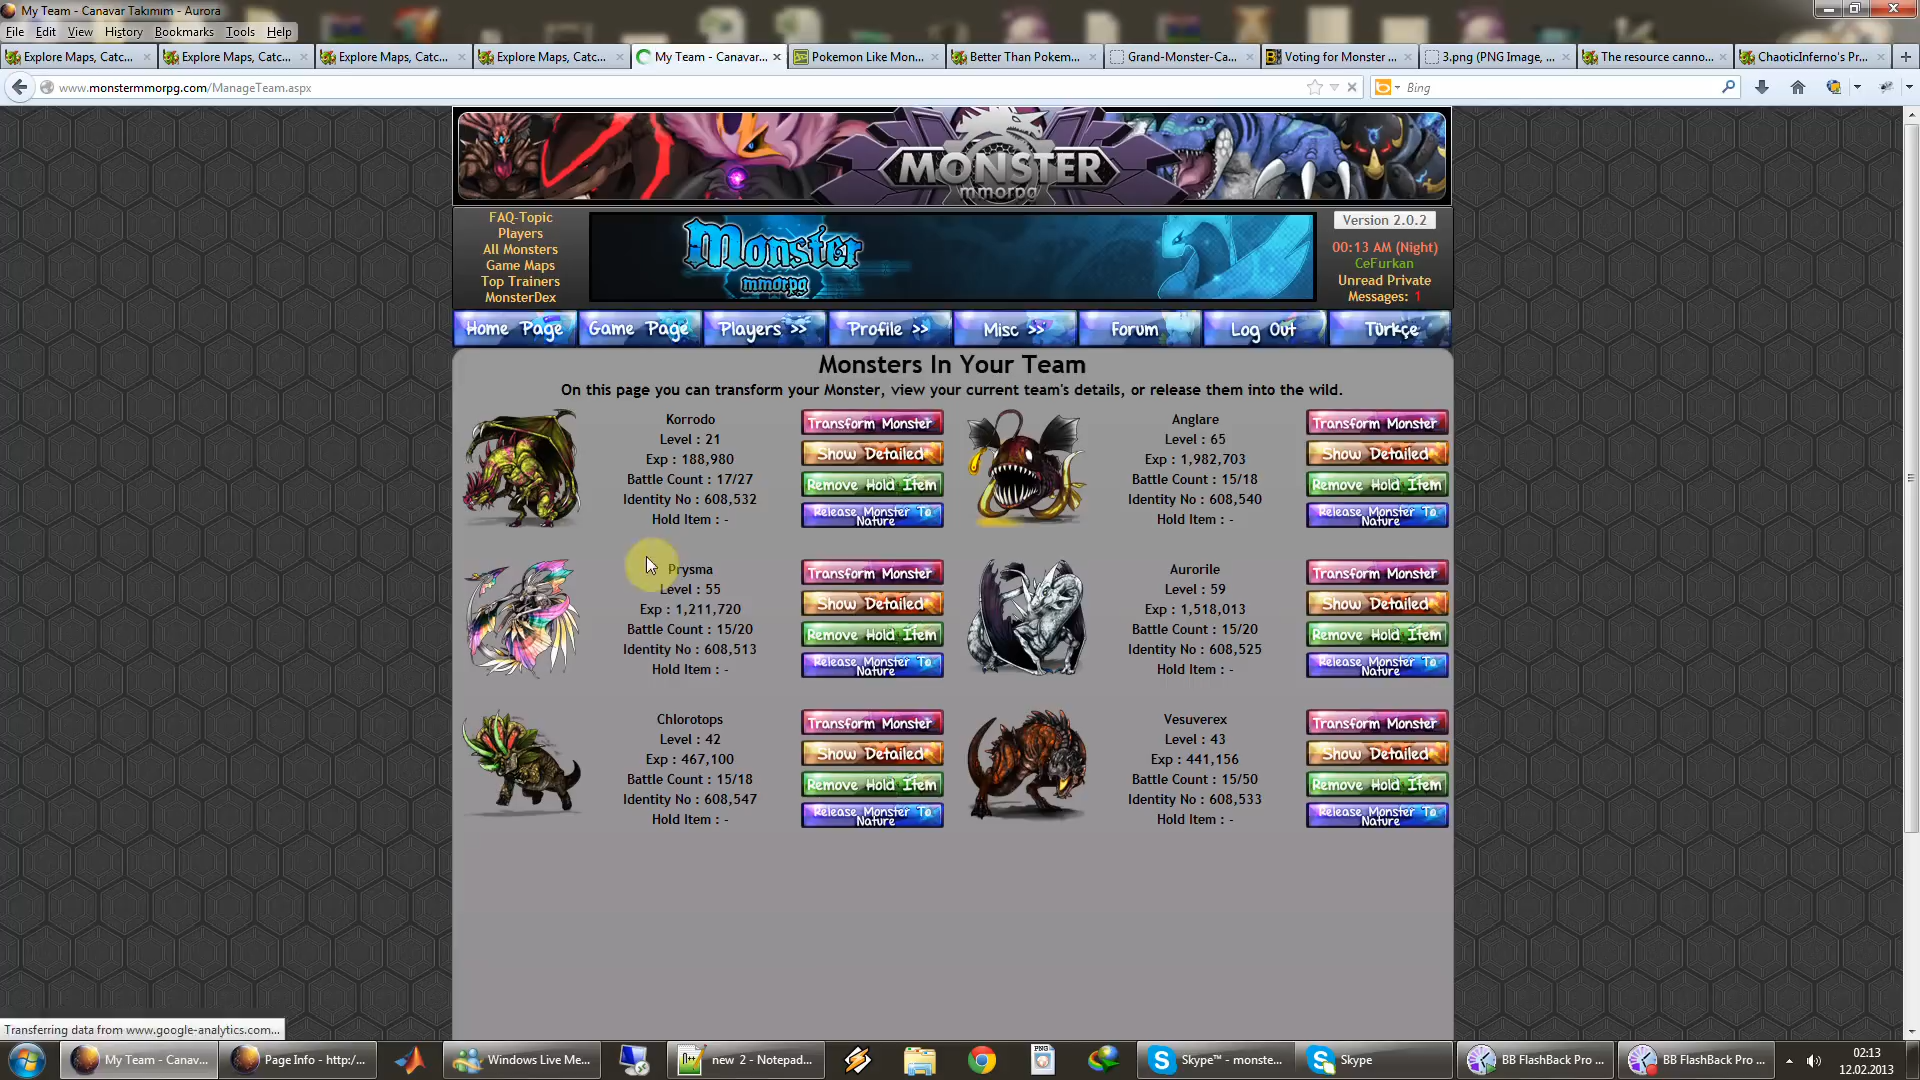 My Team - Canavar Takımım - Aurora
File Edit View History Bookmarks Tools Help
Explore Maps, Catc...
Explore Maps, Catc...
Explore Maps, Catc...
Explore Maps, Catc...
My Team - Canavar...
Pokemon Like Mon...
Better Than Pokem...
Grand-Monster-Ca...
Voting for Monster ...
3.png (PNG Image, ...
The resource canno...
ChaoticInferno's Pr...
www.monstermmorpg.com/ManageTeam.aspx
Bing
MONSTER
mmorpg
FAQ-Topic
Players
All Monsters
Game Maps
Top Trainers
MonsterDex
Monster
mmorpg
Version 2.0.2
00:13 AM (Night)
CeFurkan
Unread Private
Messages: 1
Home Page
Game Page
Players >>
Profile >>
Misc >>
Forum
Log Out
Türkçe
Monsters In Your Team
On this page you can transform your Monster, view your current team's details, or release them into the wild.
Korrodo
Level : 21
Exp : 188,980
Battle Count : 17/27
Identity No : 608,532
Hold Item : -
Transform Monster
Show Detailed
Remove Hold Item
Release Monster To
Nature
Anglare
Level : 65
Exp : 1,982,703
Battle Count : 15/18
Identity No : 608,540
Hold Item : -
Transform Monster
Show Detailed
Remove Hold Item
Release Monster To
Nature
Prysma
Level : 55
Exp : 1,211,720
Battle Count : 15/20
Identity No : 608,513
Hold Item : -
Transform Monster
Show Detailed
Remove Hold Item
Release Monster To
Nature
Aurorile
Level : 59
Exp : 1,518,013
Battle Count : 15/20
Identity No : 608,525
Hold Item : -
Transform Monster
Show Detailed
Remove Hold Item
Release Monster To
Nature
Chlorotops
Level : 42
Exp : 467,100
Battle Count : 15/18
Identity No : 608,547
Hold Item : -
Transform Monster
Show Detailed
Remove Hold Item
Release Monster To
Nature
Vesuverex
Level : 43
Exp : 441,156
Battle Count : 15/50
Identity No : 608,533
Hold Item : -
Transform Monster
Show Detailed
Remove Hold Item
Release Monster To
Nature
Transferring data from www.google-analytics.com...
My Team - Canav...
Page Info - http:/...
Windows Live Me...
new 2 - Notepad...
PNG
Skype™ - monste...
Skype
BB FlashBack Pro ...
BB FlashBack Pro ...
02:13
12.02.2013